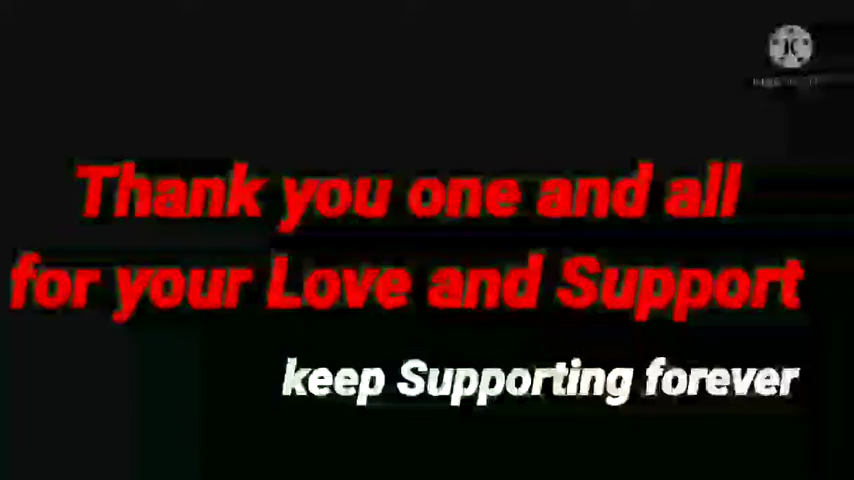 Thank you one and all
for your Love and Support
keep Supporting forever